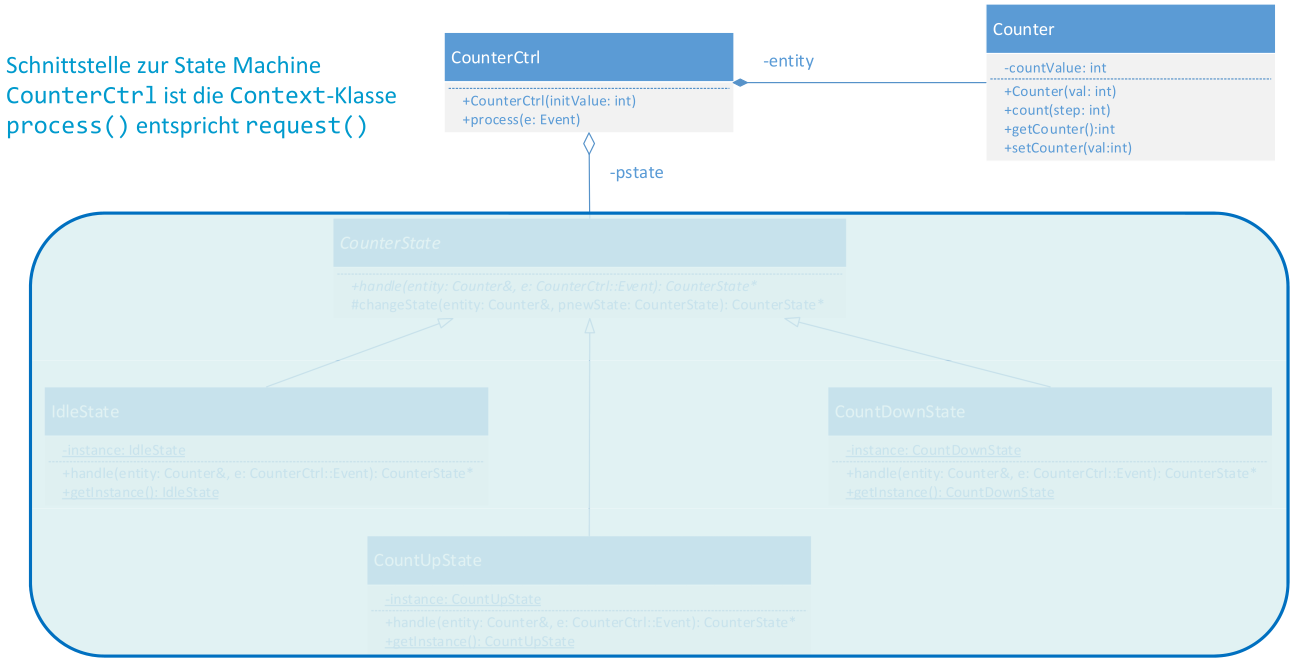 Schnittstelle zur State Machine
CounterCtrl ist die Context-Klasse
process() entspricht request()
CounterCtrl
+CounterCtrl(initValue: int)
+process(e: Event)
-entity
Counter
-countValue: int
+Counter(val: int)
+count(step: int)
+getCounter():int
+setCounter(val:int)
-pstate
CounterState
+handle(entity: Counter&, e: CounterCtrl::Event): CounterState*
#changeState(entity: Counter&, pnewState: CounterState): CounterState*
IdleState
-instance: IdleState
+handle(entity: Counter&, e: CounterCtrl::Event): CounterState*
+getInstance(): IdleState
CountDownState
-instance: CountDownState
+handle(entity: Counter&, e: CounterCtrl::Event): CounterState*
+getInstance(): CountDownState
CountUpState
-instance: CountUpState
+handle(entity: Counter&, e: CounterCtrl::Event): CounterState*
+getInstance(): CountUpState